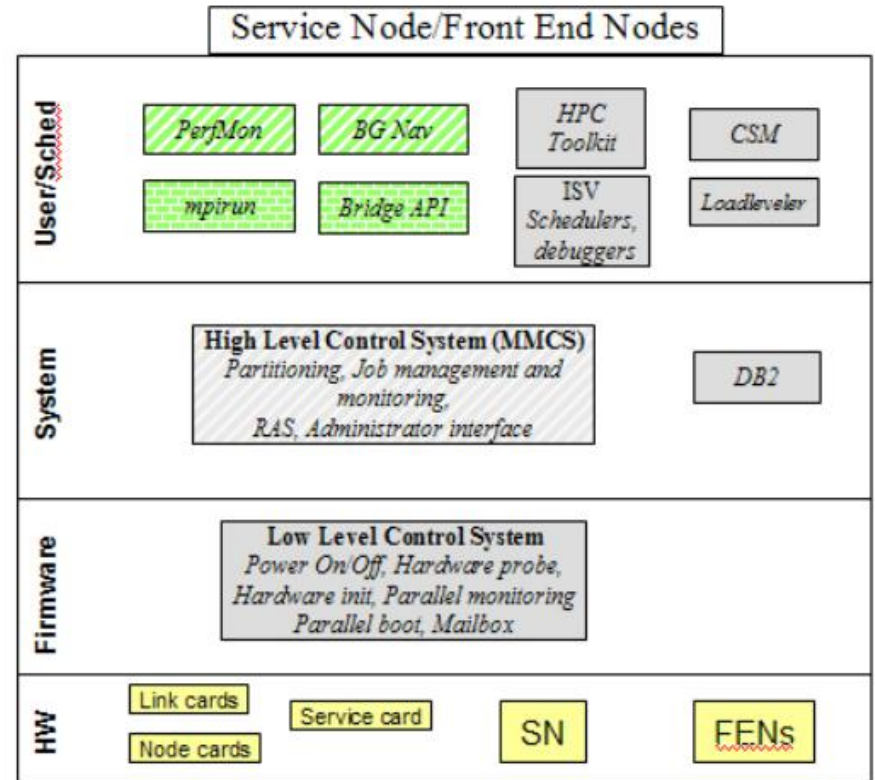 Service Node/Front End Nodes
User/Sched
PerfMon
BG Nav
HPC
Toolkit
CSM
mpirun
Bridge API
ISV
Schedulers,
debuggers
Loadleveler
System
High Level Control System (MMCS)
Partitioning, Job management and
monitoring,
RAS, Administrator interface
DB2
Firmware
Low Level Control System
Power On/Off, Hardware probe,
Hardware init, Parallel monitoring
Parallel boot, Mailbox
HW
Link cards
Node cards
Service card
SN
FENs